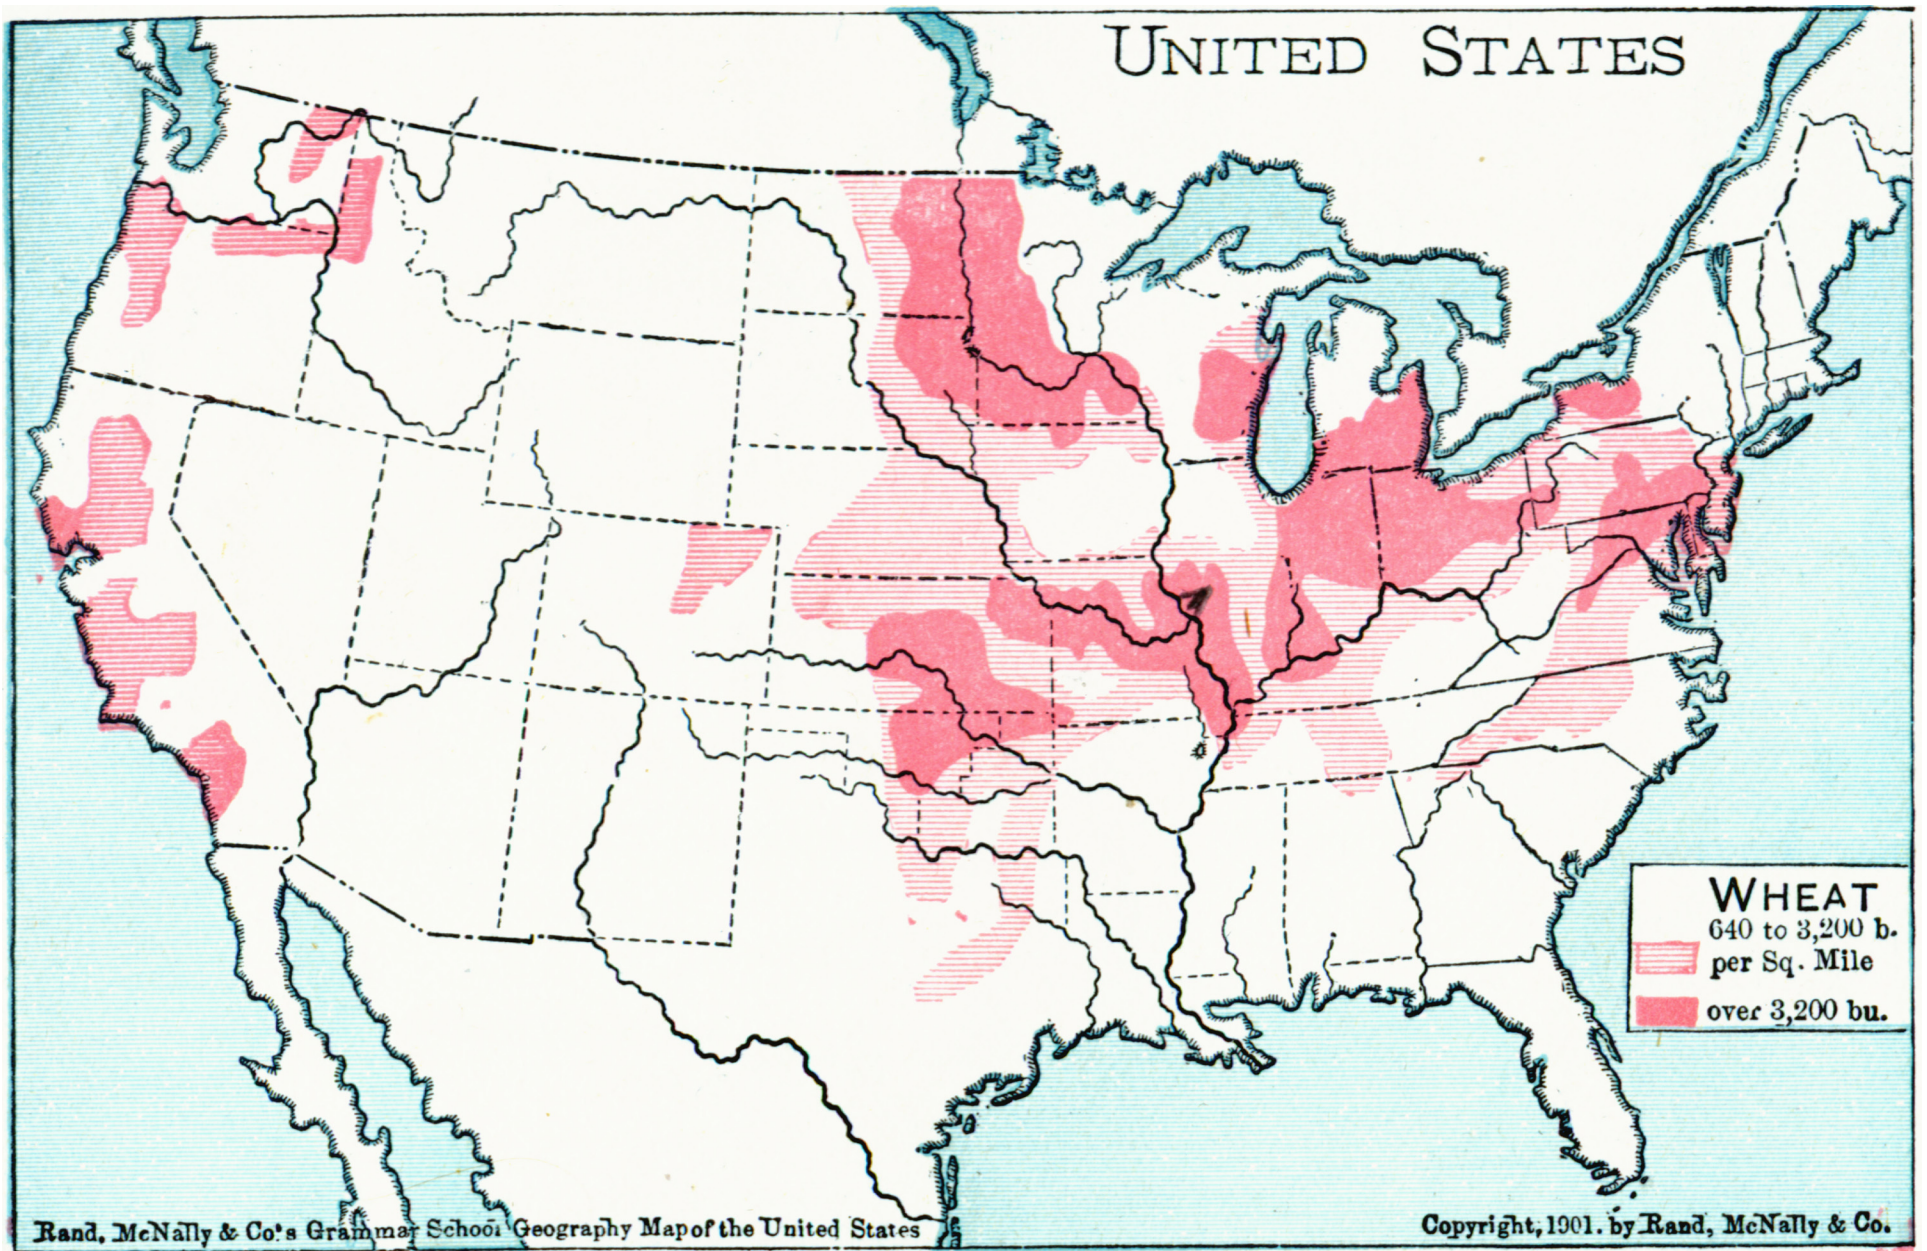 UNITED STATES
WHEAT
640 to 3,200 b.
per Sq. Mile
over 3,200 bu.
Rand, McNally & Co.'s Grammar School Geography Map of the United States
Copyright, 1901. by Rand, McNally & Co.